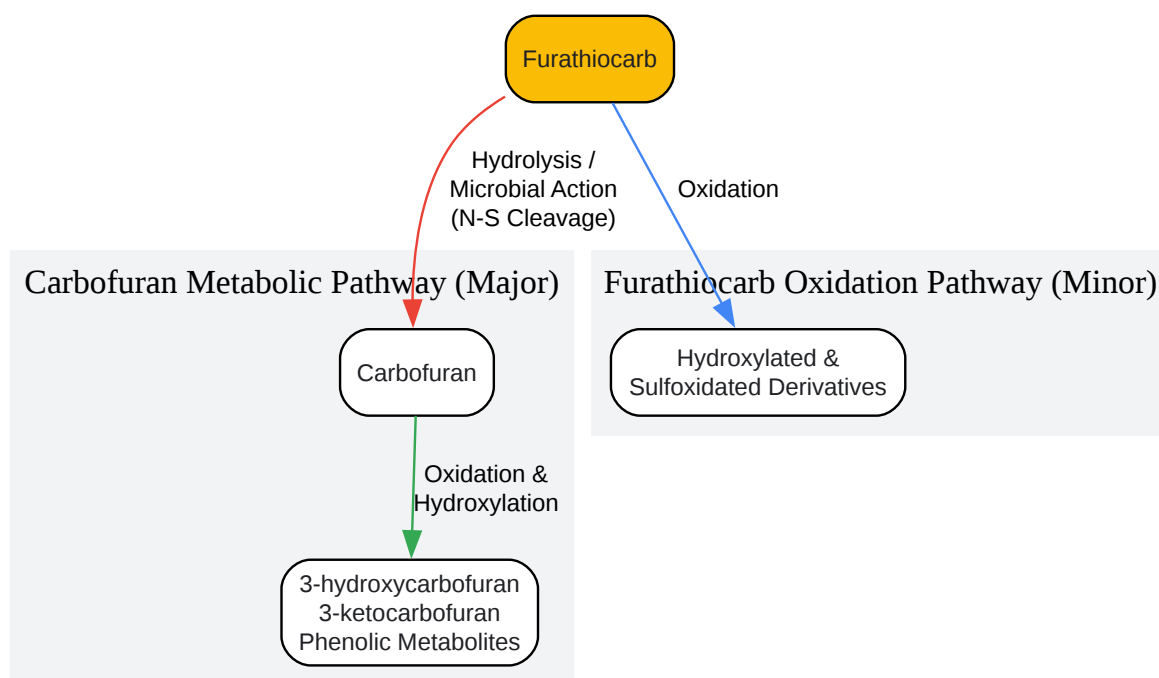 Furathiocarb
Hydrolysis /
Microbial Action
(N-S Cleavage)
Oxidation
Carbofuran Metabolic Pathway (Major)
Furathiocarb Oxidation Pathway (Minor)
Carbofuran
Hydroxylated &
Sulfoxidated Derivatives
Oxidation &
Hydroxylation
3-hydroxycarbofuran
3-ketocarbofuran
Phenolic Metabolites